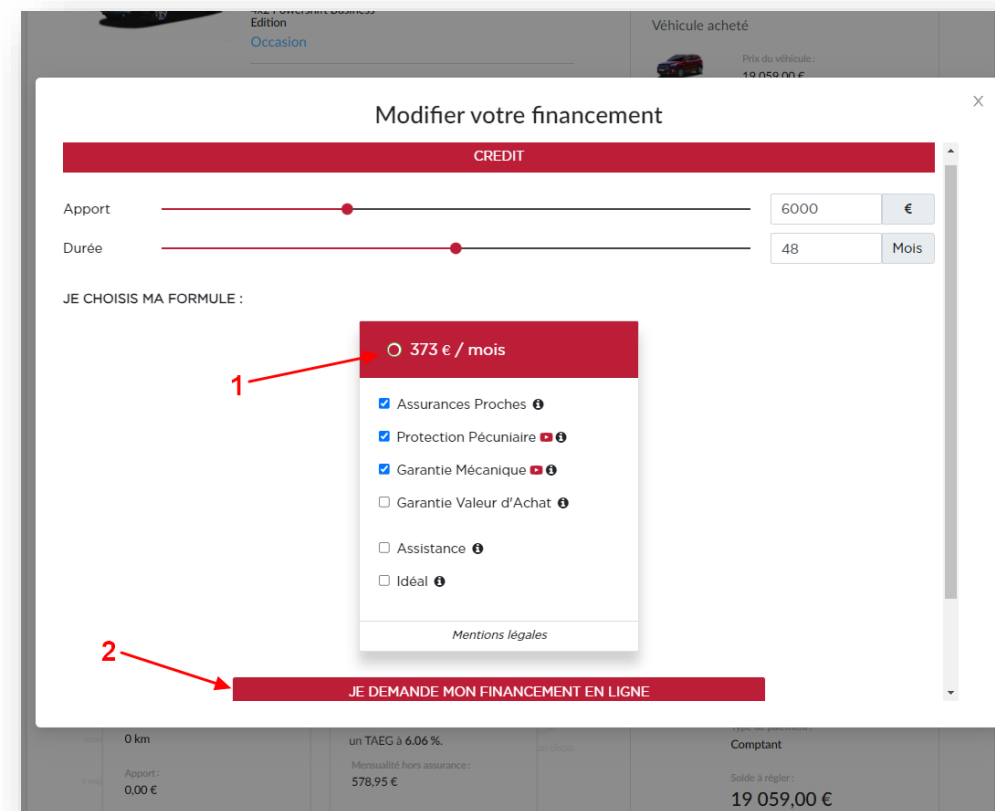 4x2 Powershift Business
Edition
Occasion
Véhicule acheté
Prix du véhicule :
19 059,00 €
X
Modifier votre financement
CREDIT
Apport
6000
€
Durée
48
Mois
JE CHOISIS MA FORMULE :
373 € / mois
1
Assurances Proches
Protection Pécuniaire
Garantie Mécanique
Garantie Valeur d'Achat
Assistance
Idéal
Mentions légales
2
JE DEMANDE MON FINANCEMENT EN LIGNE
0 km
un TAEG à 6.06 %.
Type de paiement :
Comptant
Apport :
0,00 €
Mensualité hors assurance :
578,95 €
Solde à régler :
19 059,00 €